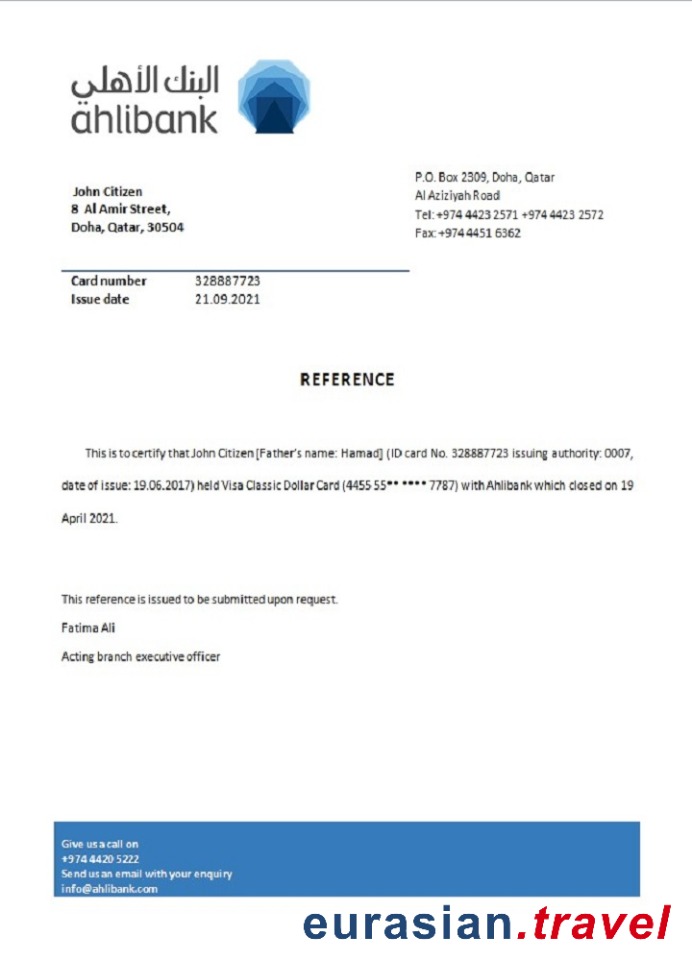 البنك الأهلي
ahlibank
John Citizen
8 Al Amir Street,
Doha, Qatar, 30504
P.O. Box 2309, Doha, Qatar
Al Aziziyah Road
Tel: +974 4423 2571 +974 4423 2572
Fax: +974 4451 6362
Card number 328887723
Issue date 21.09.2021
REFERENCE
This is to certify that John Citizen [Father's name: Hamad] (ID card No. 328887723 issuing authority: 0007,
date of issue: 19.06.2017) held Visa Classic Dollar Card (4455 55** **** 7787) with Ahlibank which closed on 19
April 2021.
This reference is issued to be submitted upon request.
Fatima Ali
Acting branch executive officer
Give us a call on
+974 4420 5222
Send us an email with your enquiry
info@ahlibank.com
eurasian.travel